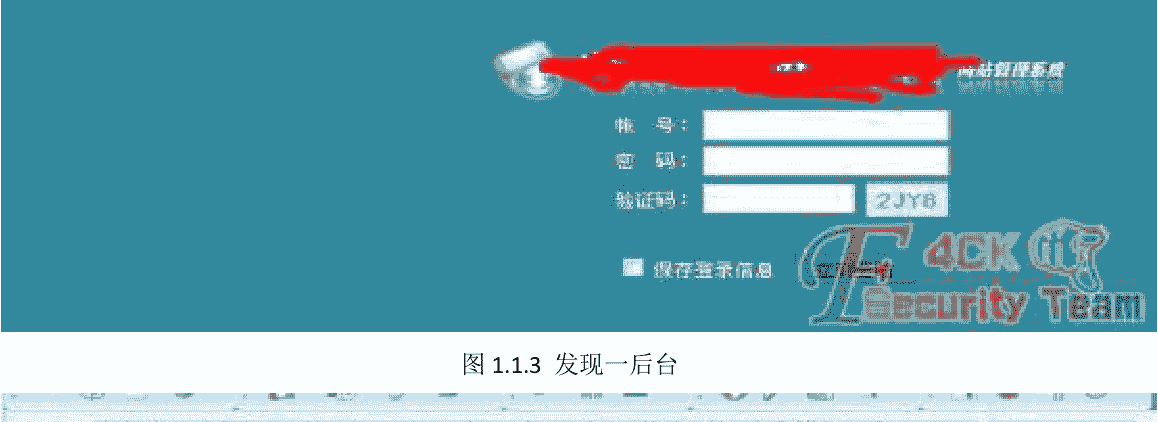 网站管理系统
帐 号：
密 码：
验证码：
2JY8
保存登录信息
F4CK
Security Team
图 1.1.3 发现一后台